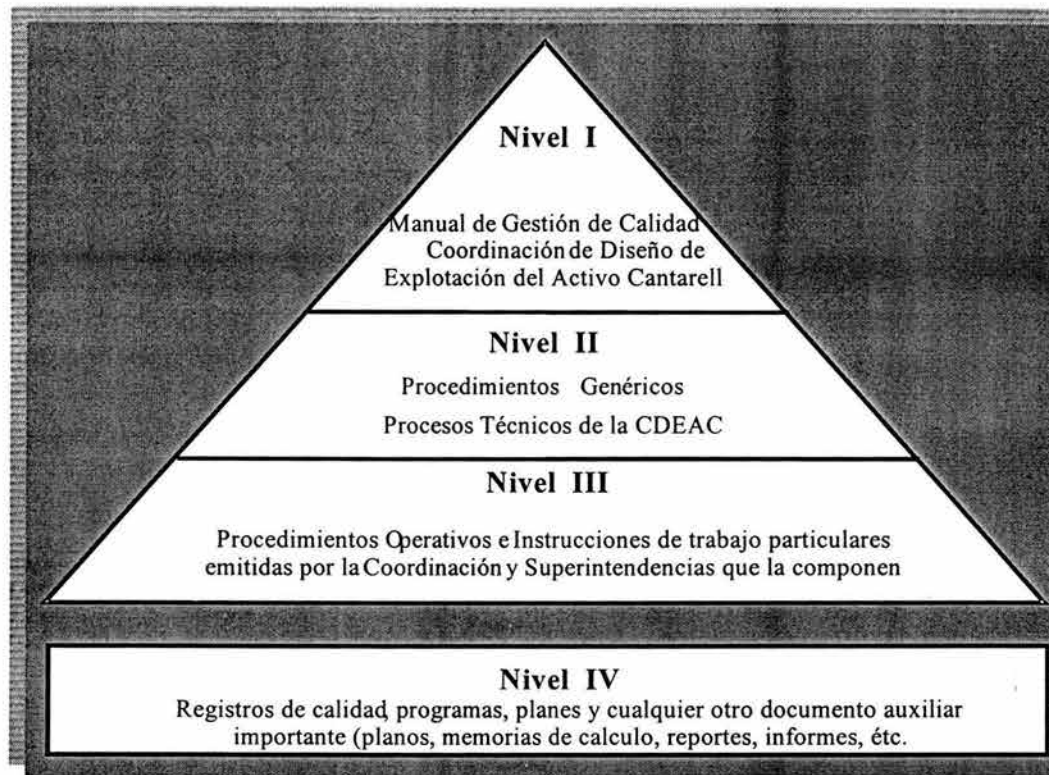 Nivel I
Manual de Gestión de Calidad
Coordinación de Diseño de
Explotación del Activo Cantarell
Nivel II
Procedimientos Genéricos
Procesos Técnicos de la CDEAC
Nivel III
Procedimientos Operativos e Instrucciones de trabajo particulares
emitidas por la Coordinación y Superintendencias que la componen
Nivel IV
Registros de calidad, programas, planes y cualquier otro documento auxiliar
importante (planos, memorias de calculo, reportes, informes, étc.